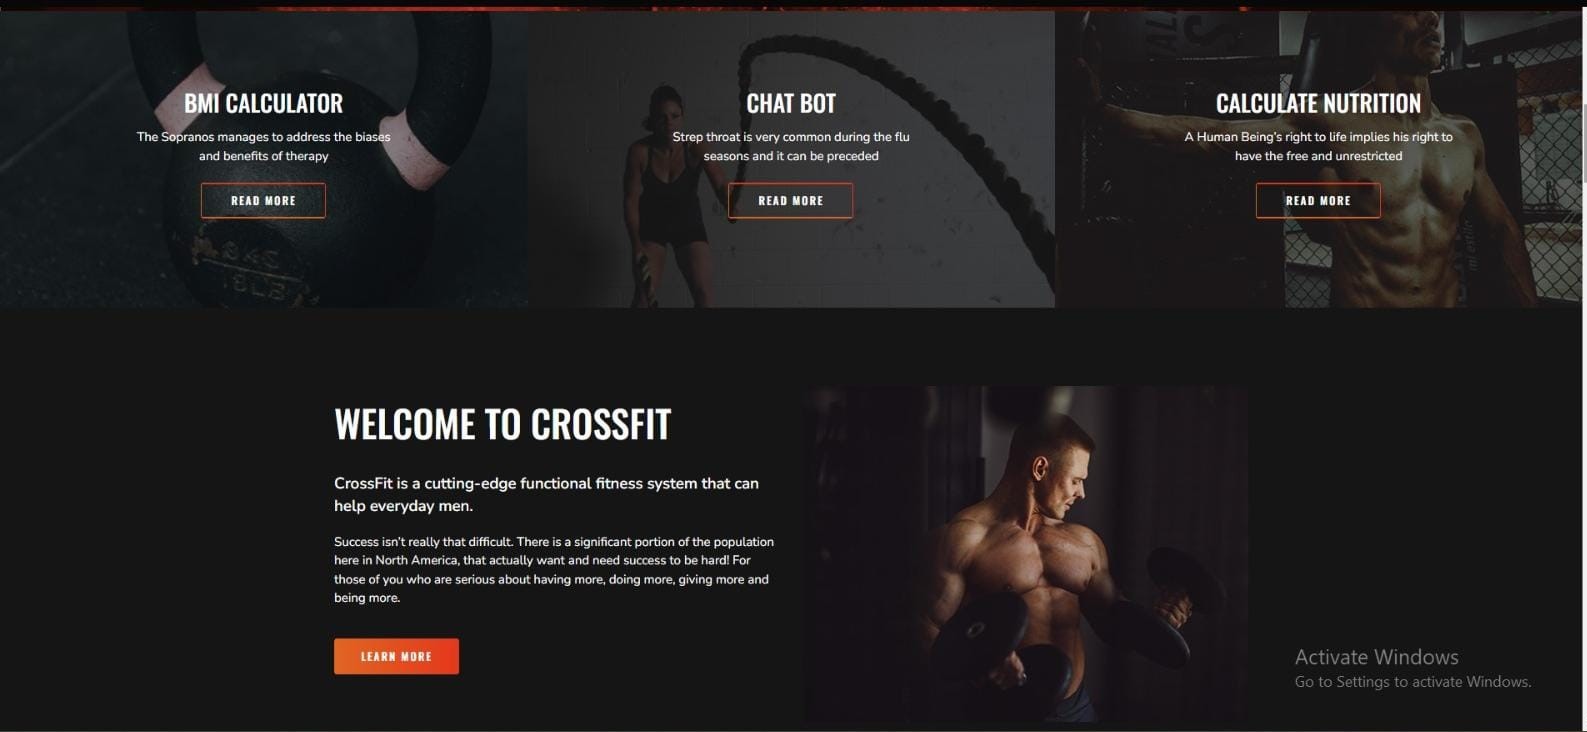 BMI CALCULATOR
The Sopranos manages to address the biases
and benefits of therapy
READ MORE
CHAT BOT
Strep throat is very common during the flu
seasons and it can be preceded
READ MORE
CALCULATE NUTRITION
A Human Being's right to life implies his right to
have the free and unrestricted
READ MORE
18LB
WELCOME TO CROSSFIT
CrossFit is a cutting-edge functional fitness system that can
help everyday men.
Success isn't really that difficult. There is a significant portion of the population
here in North America, that actually want and need success to be hard! For
those of you who are serious about having more, doing more, giving more and
being more.
LEARN MORE
Activate Windows
Go to Settings to activate Windows.